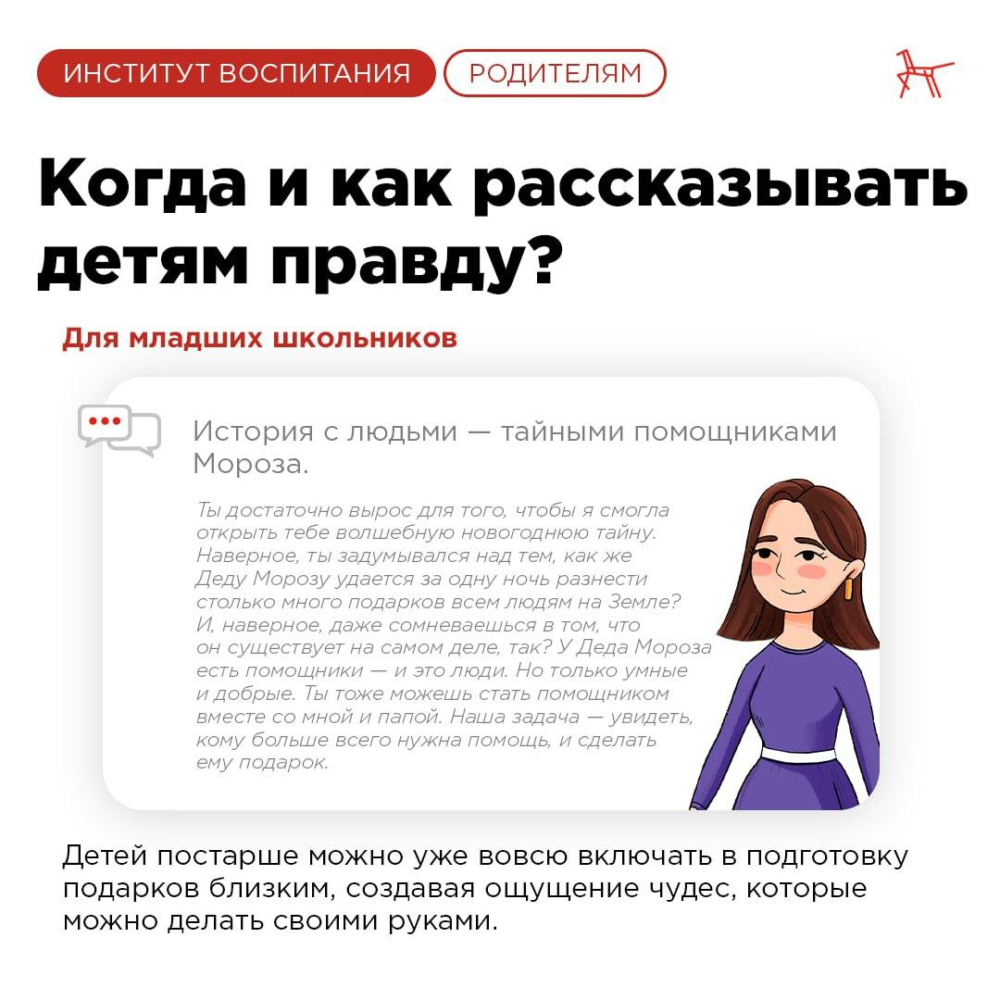 ИНСТИТУТ ВОСПИТАНИЯ РОДИТЕЛЯМ
Когда и как рассказывать
детям правду?
Для младших школьников
История с людьми — тайными помощниками
Мороза.
Ты достаточно вырос для того, чтобы я смогла
открыть тебе волшебную новогоднюю тайну.
Наверное, ты задумывался над тем, как же
Деду Морозу удается за одну ночь разнести
столько много подарков всем людям на Земле?
И, наверное, даже сомневаешься в том, что
он существует на самом деле, так? У Деда Мороза
есть помощники — и это люди. Но только умные
и добрые. Ты тоже можешь стать помощником
вместе со мной и папой. Наша задача — увидеть,
кому больше всего нужна помощь, и сделать
ему подарок.
Детей постарше можно уже вовсю включать в подготовку
подарков близким, создавая ощущение чудес, которые
можно делать своими руками.